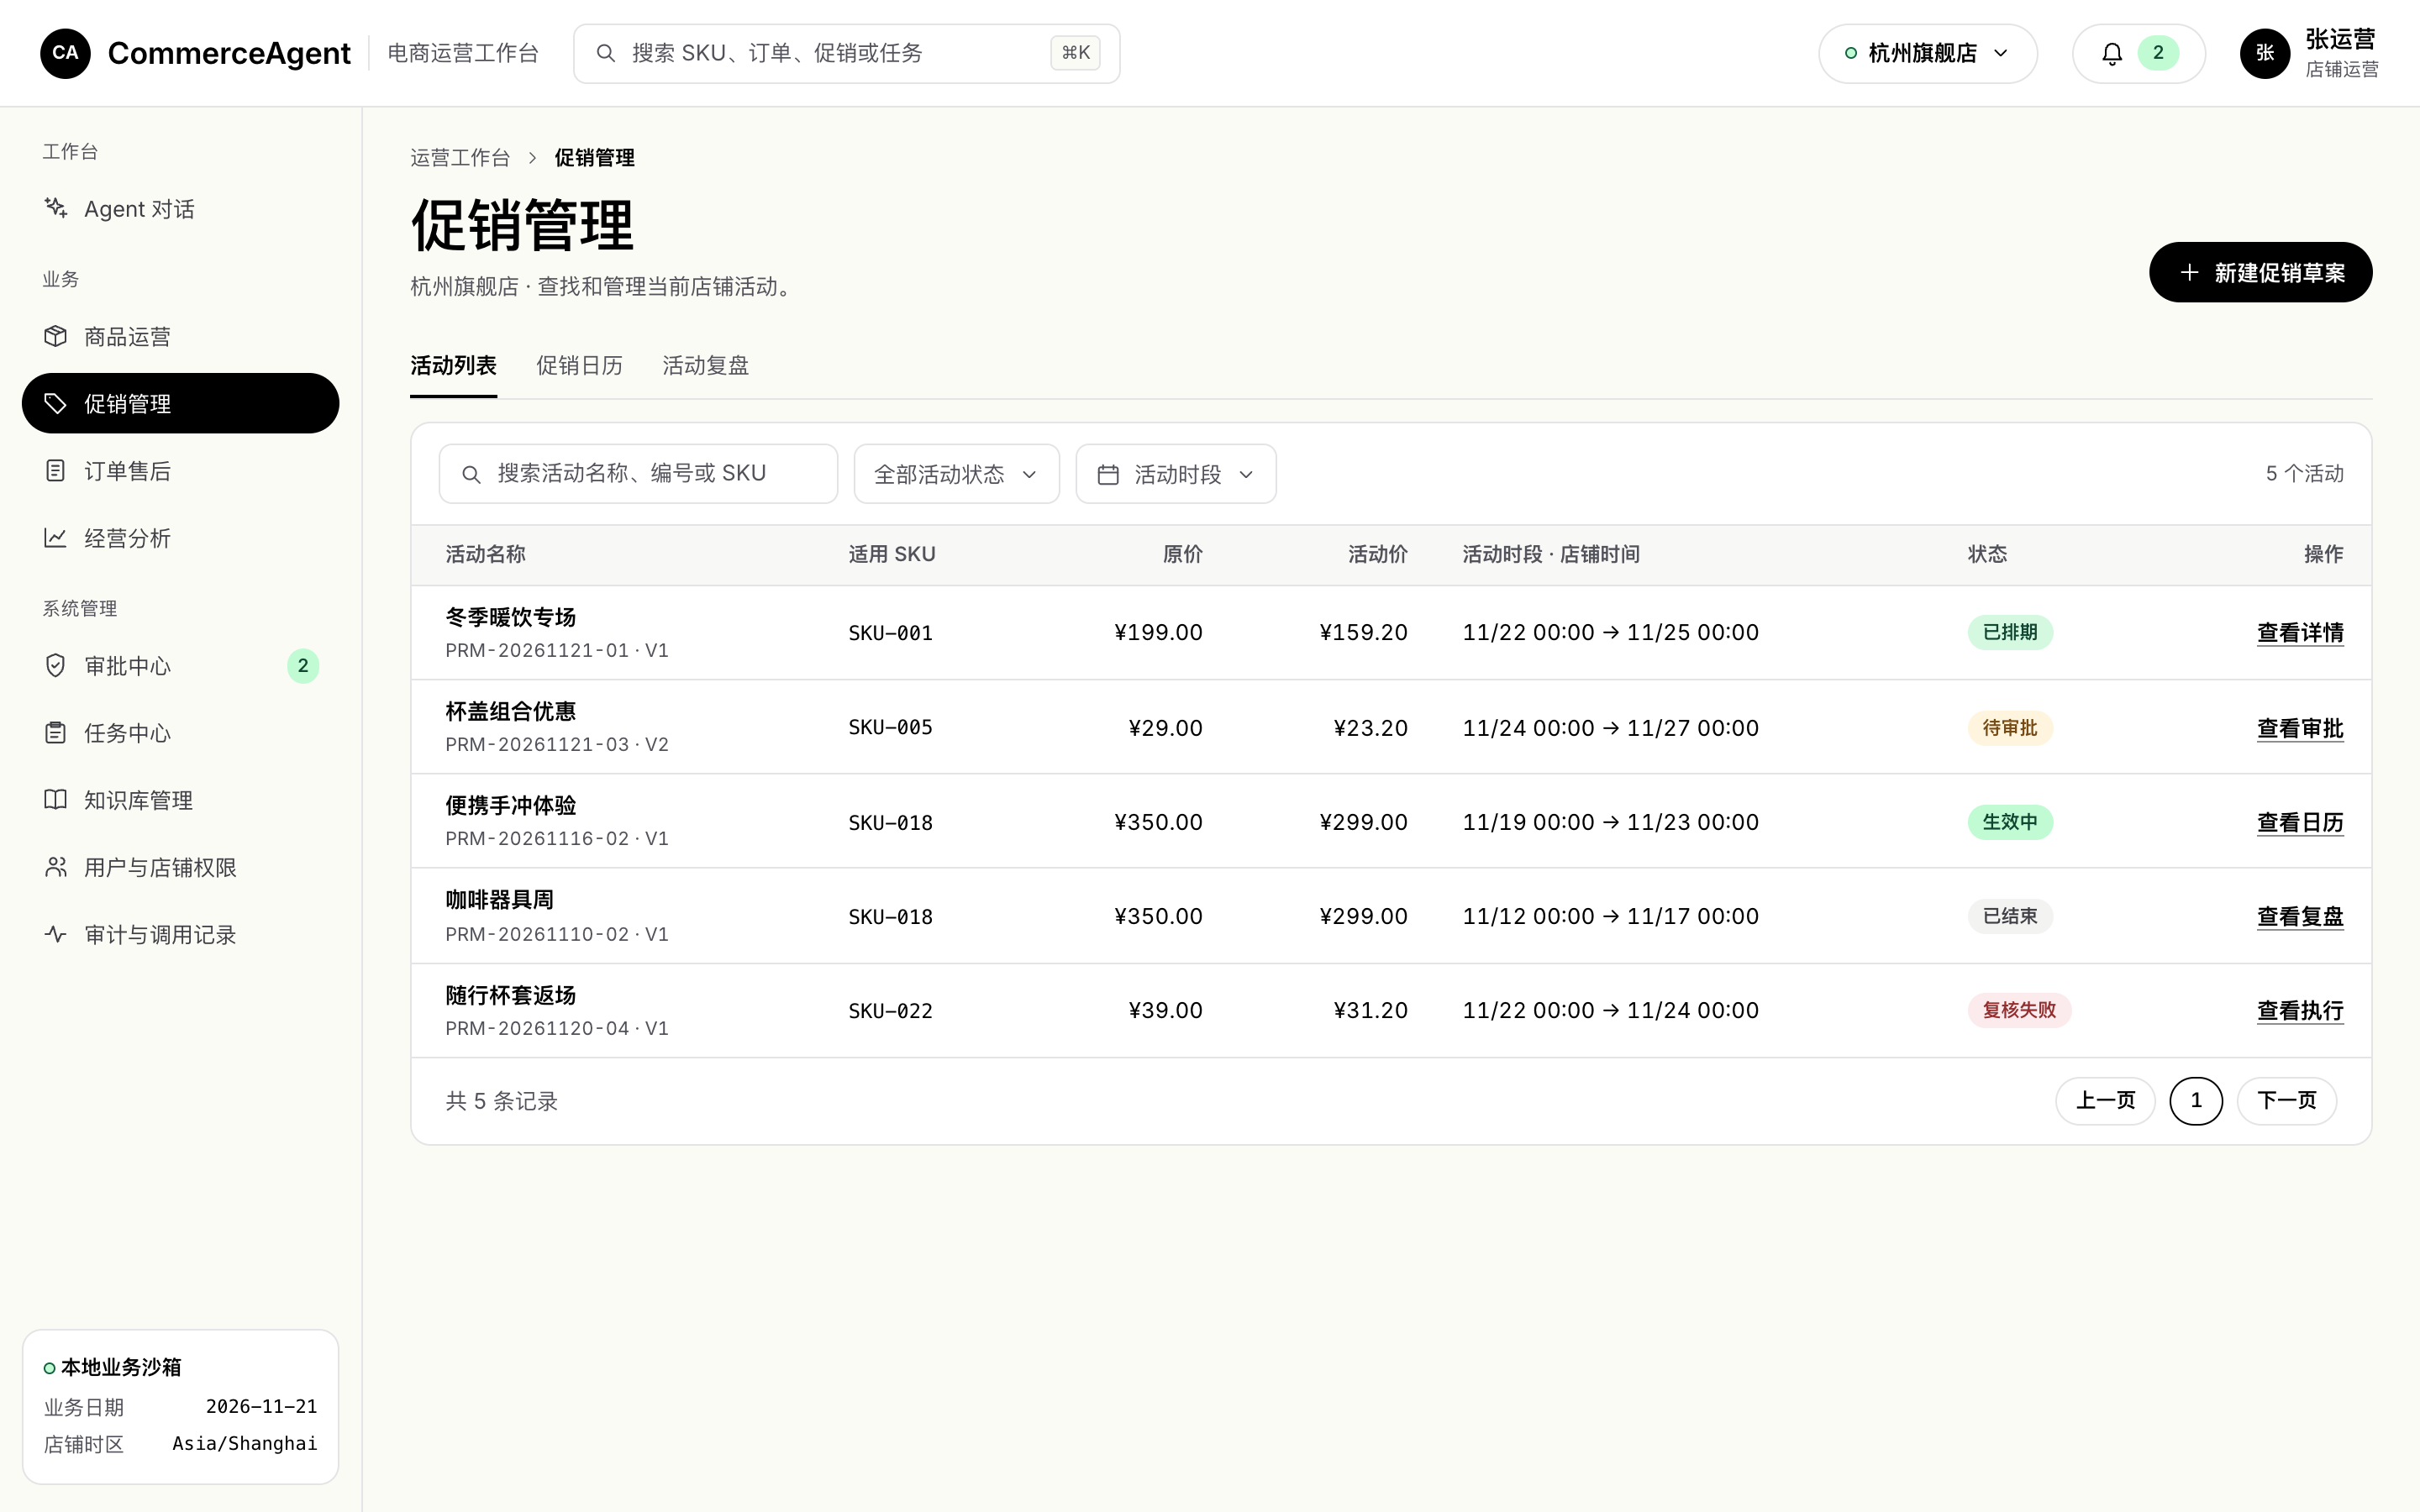 CA CommerceAgent 电商运营工作台 搜索 SKU、订单、促销或任务 ⌘K 杭州旗舰店 2 张 张运营
店铺运营
工作台
Agent 对话
业务
商品运营
促销管理
订单售后
经营分析
系统管理
审批中心 2
任务中心
知识库管理
用户与店铺权限
审计与调用记录
本地业务沙箱
业务日期 2026-11-21
店铺时区 Asia/Shanghai
运营工作台 > 促销管理
促销管理
杭州旗舰店 · 查找和管理当前店铺活动。
+ 新建促销草案
活动列表 促销日历 活动复盘
搜索活动名称、编号或 SKU 全部活动状态 活动时段 5 个活动
活动名称 适用 SKU 原价 活动价 活动时段 · 店铺时间 状态 操作
冬季暖饮专场
PRM-20261121-01 · V1
SKU-001 ¥199.00 ¥159.20 11/22 00:00 → 11/25 00:00 已排期 查看详情
杯盖组合优惠
PRM-20261121-03 · V2
SKU-005 ¥29.00 ¥23.20 11/24 00:00 → 11/27 00:00 待审批 查看审批
便携手冲体验
PRM-20261116-02 · V1
SKU-018 ¥350.00 ¥299.00 11/19 00:00 → 11/23 00:00 生效中 查看日历
咖啡器具周
PRM-20261110-02 · V1
SKU-018 ¥350.00 ¥299.00 11/12 00:00 → 11/17 00:00 已结束 查看复盘
随行杯套返场
PRM-20261120-04 · V1
SKU-022 ¥39.00 ¥31.20 11/22 00:00 → 11/24 00:00 复核失败 查看执行
共 5 条记录 上一页 1 下一页